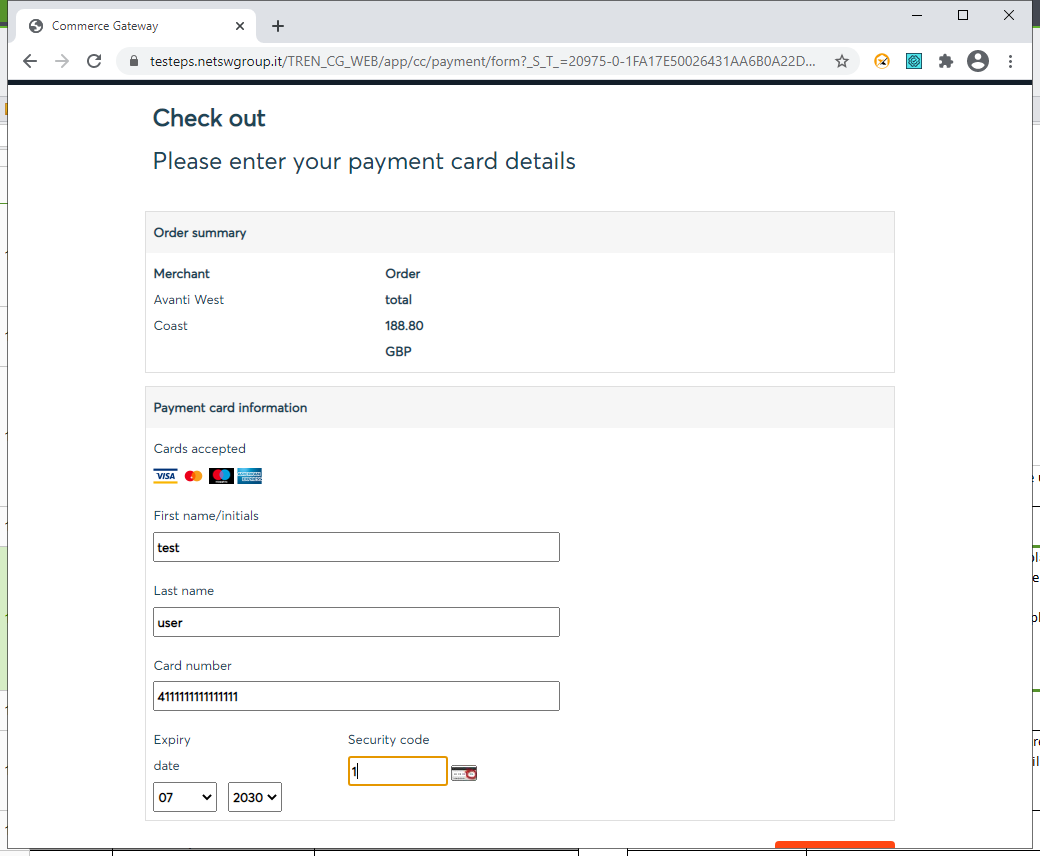 Commerce Gateway
testeps.netswgroup.it/TREN_CG_WEB/app/cc/payment/form?_S_T_=20975-0-1FA17E50026431AA6B0A22D...
Check out
Please enter your payment card details
Order summary
Merchant
Order
Avanti West
total
Coast
188.80
GBP
Payment card information
Cards accepted
VISA
First name/initials
test
Last name
user
Card number
4111111111111111
Expiry
Security code
date
1
07
2030